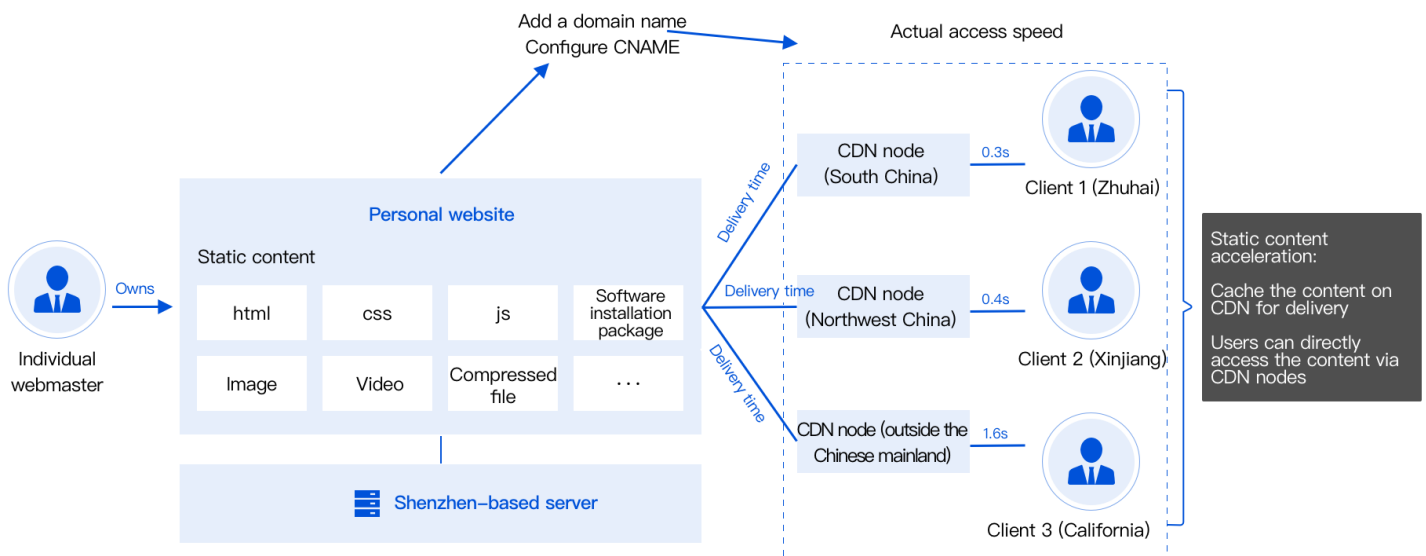 Add a domain name
Configure CNAME
Actual access speed
Personal website
Static content
html
css
js
Software
installation
package
Image
Video
Compressed
file
...
Owns
Individual
webmaster
Shenzhen-based server
Delivery time
Delivery time
Delivery time
CDN node
(South China)
0.3s
Client 1 (Zhuhai)
CDN node
(Northwest China)
0.4s
Client 2 (Xinjiang)
CDN node (outside the
Chinese mainland)
1.6s
Client 3 (California)
Static content
acceleration:
Cache the content on
CDN for delivery
Users can directly
access the content via
CDN nodes